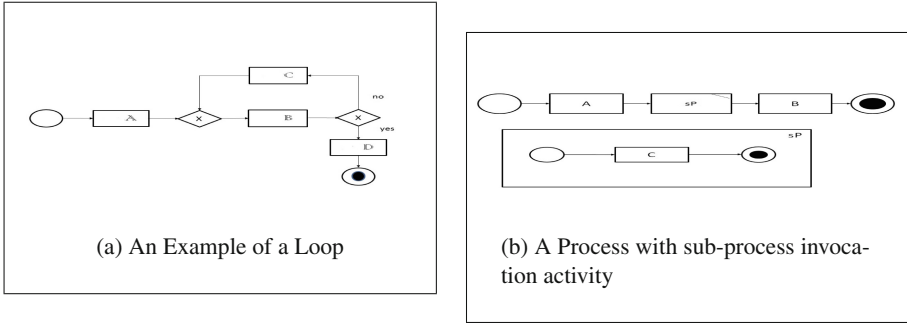 C
no
A
X
B
X
yes
D
(a) An Example of a Loop
A
sP
B
sP
C
(b) A Process with sub-process invoca-
tion activity